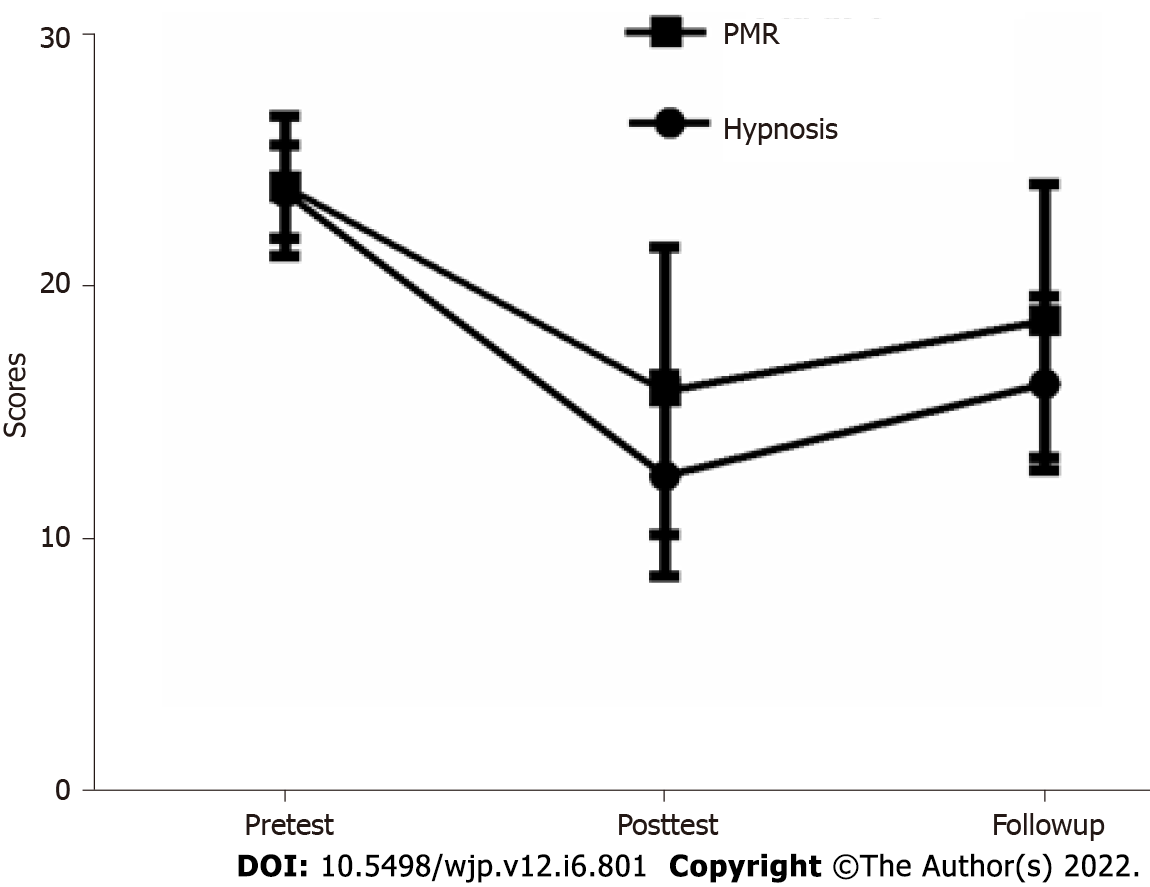 30
PMR
Hypnosis
20
Scores
10
0
Pretest Posttest Followup
DOI: 10.5498/wjp.v12.i6.801 Copyright ©The Author(s) 2022.